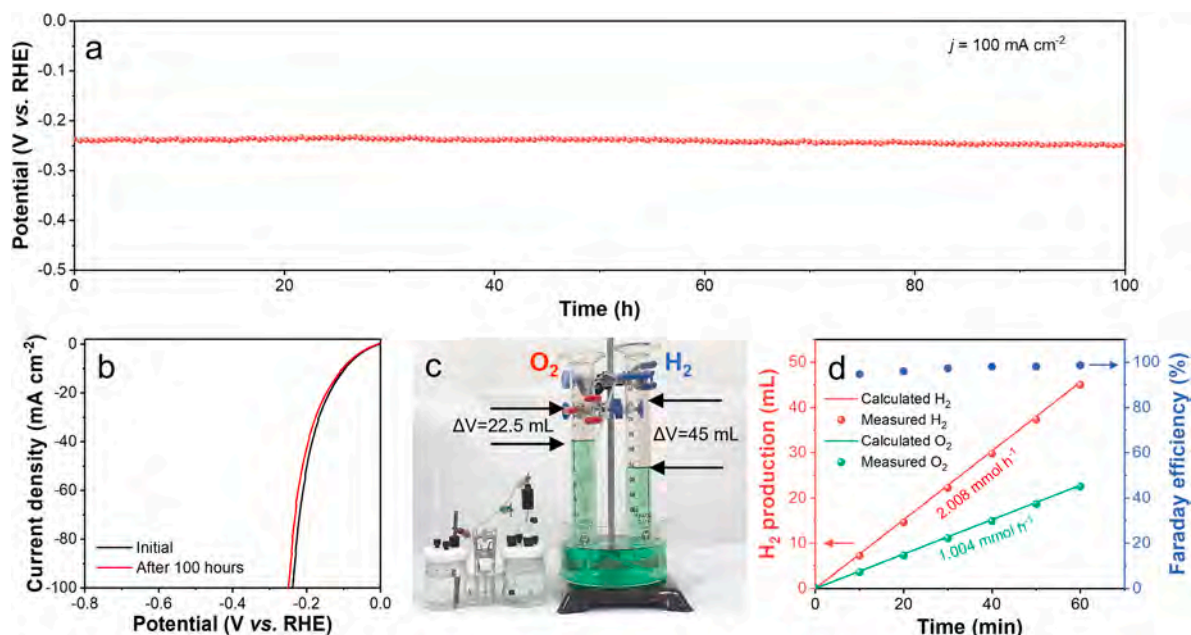 a
j = 100 mA cm⁻²
0.0
-0.1
-0.2
-0.3
-0.4
-0.5
Potential (V vs. RHE)
0
20
40
60
80
100
Time (h)
b
0
-20
-40
-60
-80
-100
Current density (mA cm⁻²)
Initial
After 100 hours
-0.8
-0.6
-0.4
-0.2
0.0
Potential (V vs. RHE)
c
O₂
H₂
ΔV=22.5 mL
ΔV=45 mL
d
50
40
30
20
10
0
H₂ production (mL)
Calculated H₂
Measured H₂
Calculated O₂
Measured O₂
2.008 mmol h⁻¹
1.004 mmol h⁻¹
100
80
60
40
20
0
Faraday efficiency (%)
0
20
40
60
Time (min)